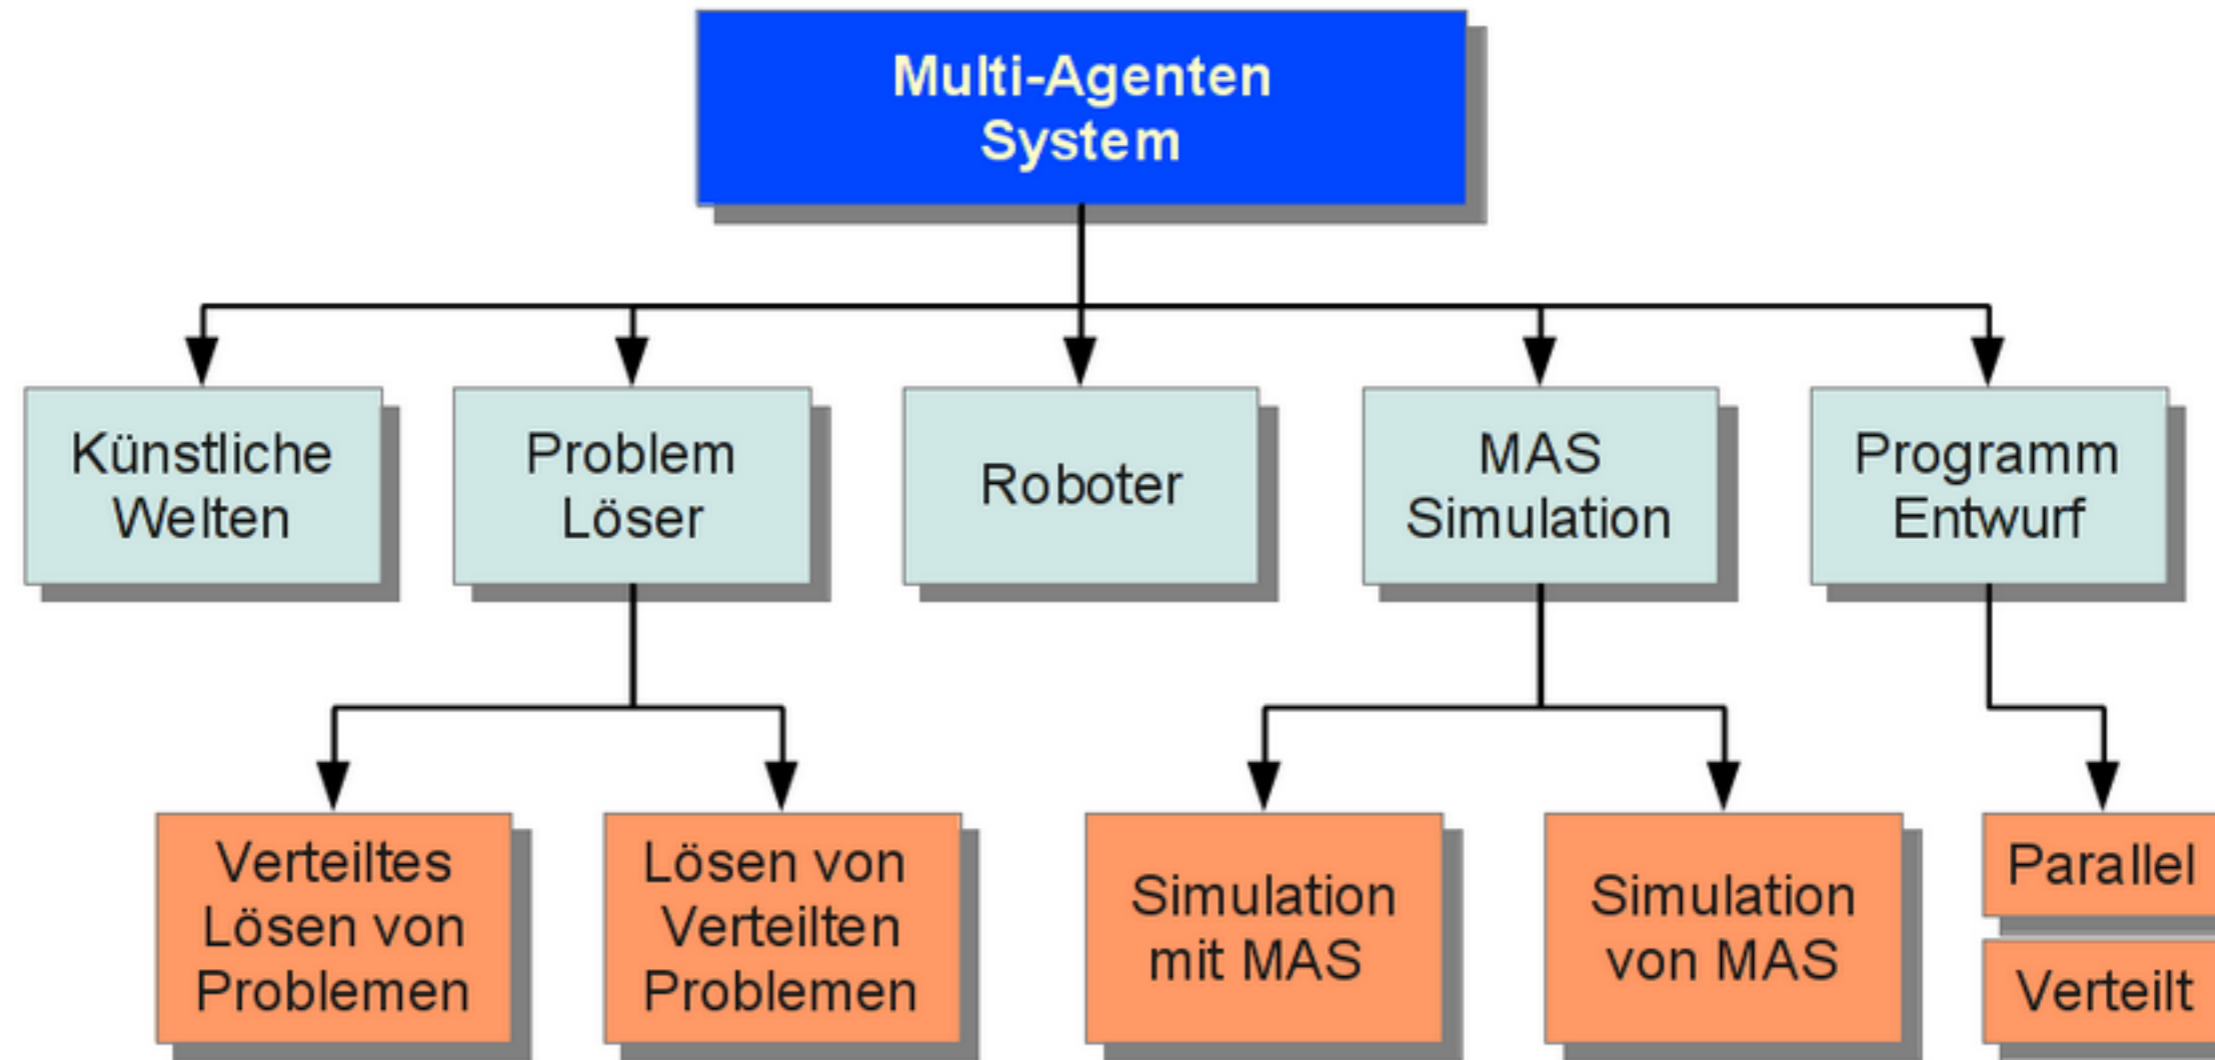 Multi-Agenten
System
Künstliche
Welten
Problem
Löser
Roboter
MAS
Simulation
Programm
Entwurf
Verteiltes
Lösen von
Problemen
Lösen von
Verteilten
Problemen
Simulation
mit MAS
Simulation
von MAS
Parallel
Verteilt